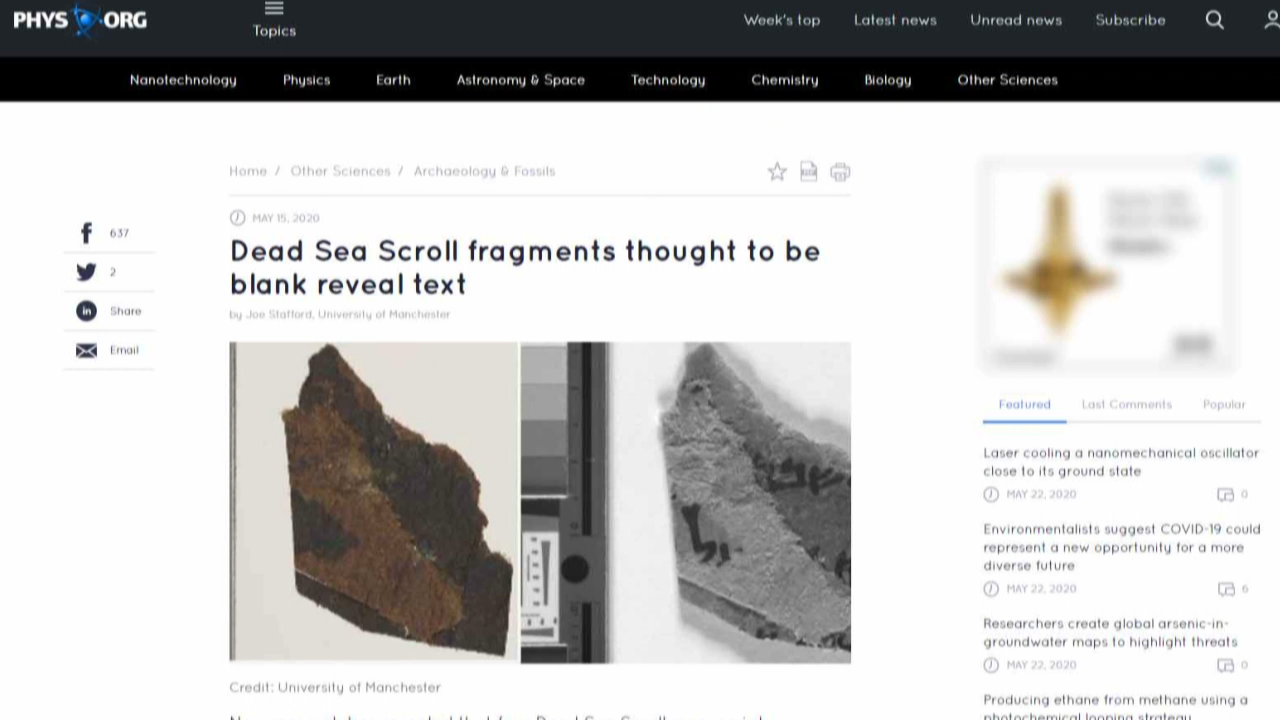 PHYS ORG
Topics
Week's top
Latest news
Unread news
Subscribe
Nanotechnology
Physics
Earth
Astronomy & Space
Technology
Chemistry
Biology
Other Sciences
Home / Other Sciences / Archaeology & Fossils
637
2
in Share
Email
MAY 15, 2020
Dead Sea Scroll fragments thought to be
blank reveal text
by Joe Stafford, University of Manchester
Credit: University of Manchester
Featured
Last Comments
Popular
Laser cooling a nanomechanical oscillator
close to its ground state
MAY 22, 2020 0
Environmentalists suggest COVID-19 could
represent a new opportunity for a more
diverse future
MAY 22, 2020 6
Researchers create global arsenic-in-
groundwater maps to highlight threats
MAY 22, 2020 0
Producing ethane from methane using a
photochemical looping strategy